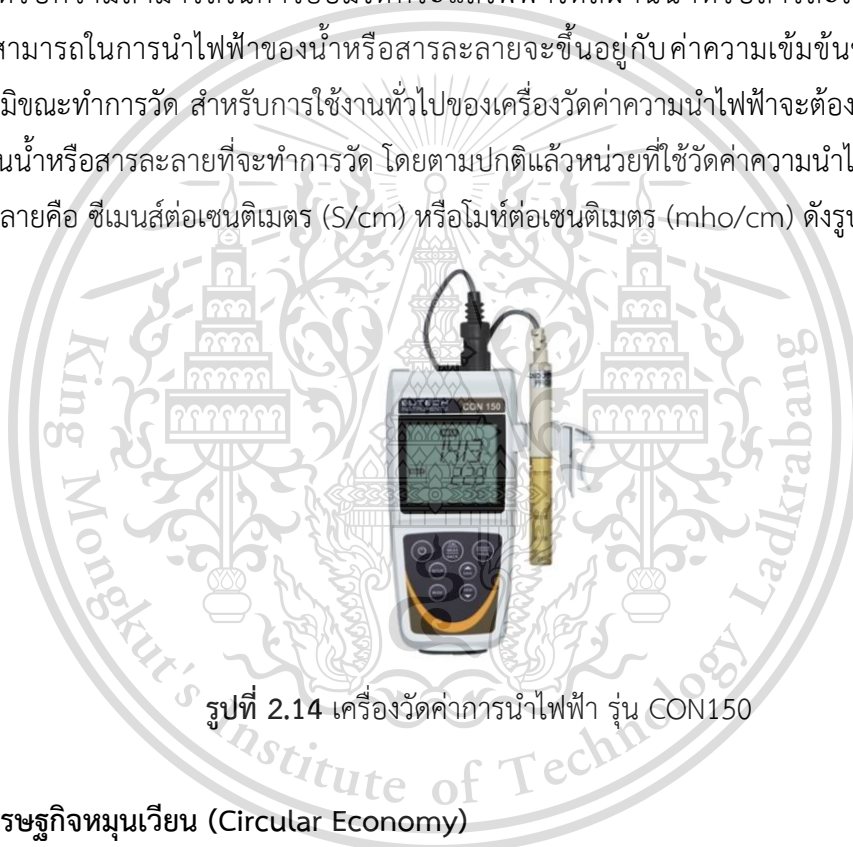 สามารถในการนำไฟฟ้าของน้ำหรือสารละลายจะขึ้นอยู่กับค่าความเข้มข้น
มิขณะทำการวัด สำหรับการใช้งานทั่วไปของเครื่องวัดค่าความนำไฟฟ้าจะต้อง
นน้ำหรือสารละลายที่จะทำการวัด โดยตามปกติแล้วหน่วยที่ใช้วัดค่าความนำไ
ลายคือ ซีเมนส์ต่อเซนติเมตร (S/cm) หรือโมห์ต่อเซนติเมตร (mho/cm) ดังรูป
EUTECH
INSTRUMENTS CON 150
1413
รูปที่ 2.14 เครื่องวัดค่าการนำไฟฟ้า รุ่น CON150
King Mongkut's Institute of Technology Ladkrabang
รษฐกิจหมุนเวียน (Circular Economy)